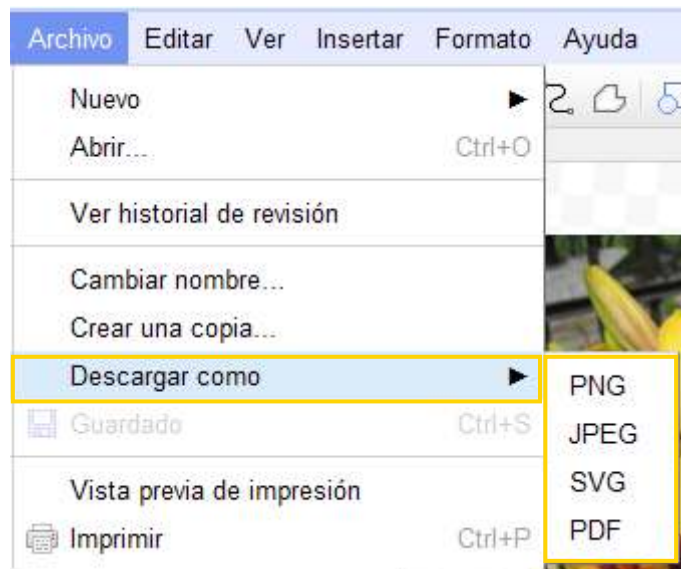 Archivo Editar Ver Insertar Formato Ayuda
Nuevo
Abrir... Ctrl+O
Ver historial de revisión
Cambiar nombre...
Crear una copia...
Descargar como
PNG
Guardado Ctrl+S
JPEG
Vista previa de impresión
SVG
Imprimir Ctrl+P
PDF